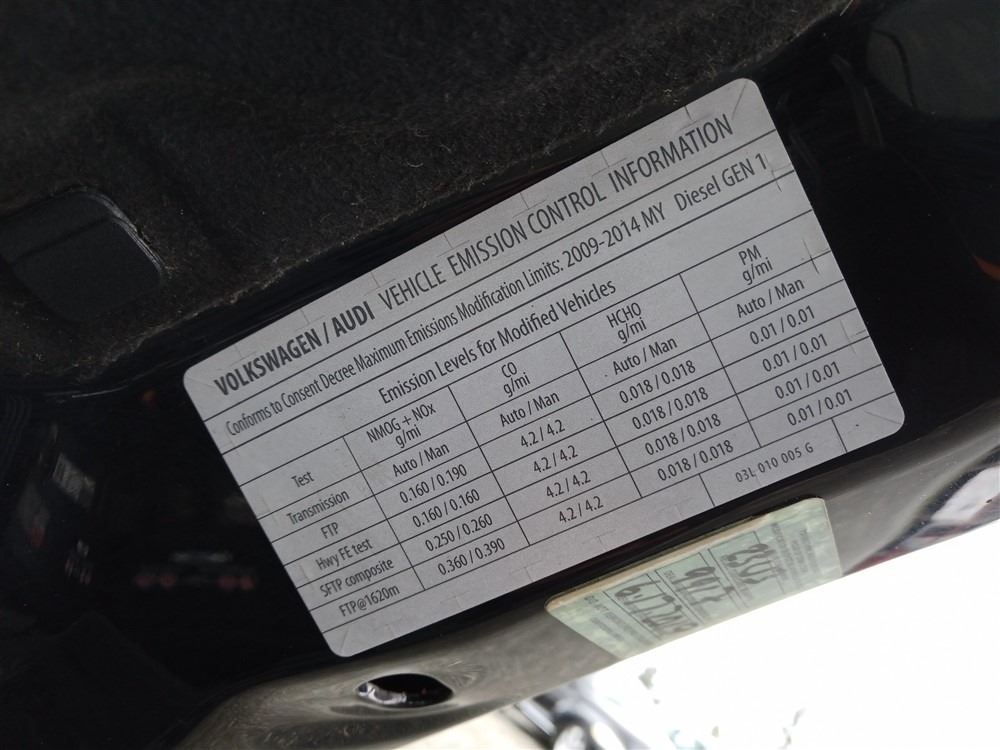 VOLKSWAGEN / AUDI VEHICLE EMISSION CONTROL INFORMATION
Conforms to Consent Decree Maximum Emissions Modification Limits: 2009-2014 MY Diesel GEN 1
Emission Levels for Modified Vehicles
Test NMOG + NOx g/mi CO g/mi HCHO g/mi PM g/mi
Transmission Auto / Man Auto / Man Auto / Man Auto / Man
FTP 0.160 / 0.190 4.2 / 4.2 0.018 / 0.018 0.01 / 0.01
Hwy FE test 0.160 / 0.160 4.2 / 4.2 0.018 / 0.018 0.01 / 0.01
SFTP composite 0.250 / 0.260 4.2 / 4.2 0.018 / 0.018 0.01 / 0.01
FTP@1620m 0.360 / 0.390 4.2 / 4.2 0.018 / 0.018 0.01 / 0.01
03L 010 005 G